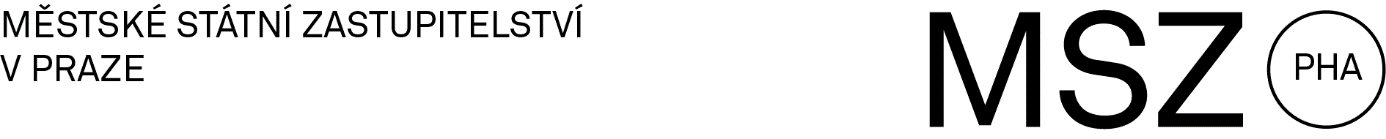 MĚSTSKÉ STÁTNÍ ZASTUPITELSTVÍ
V PRAZE
MSZ
PHA